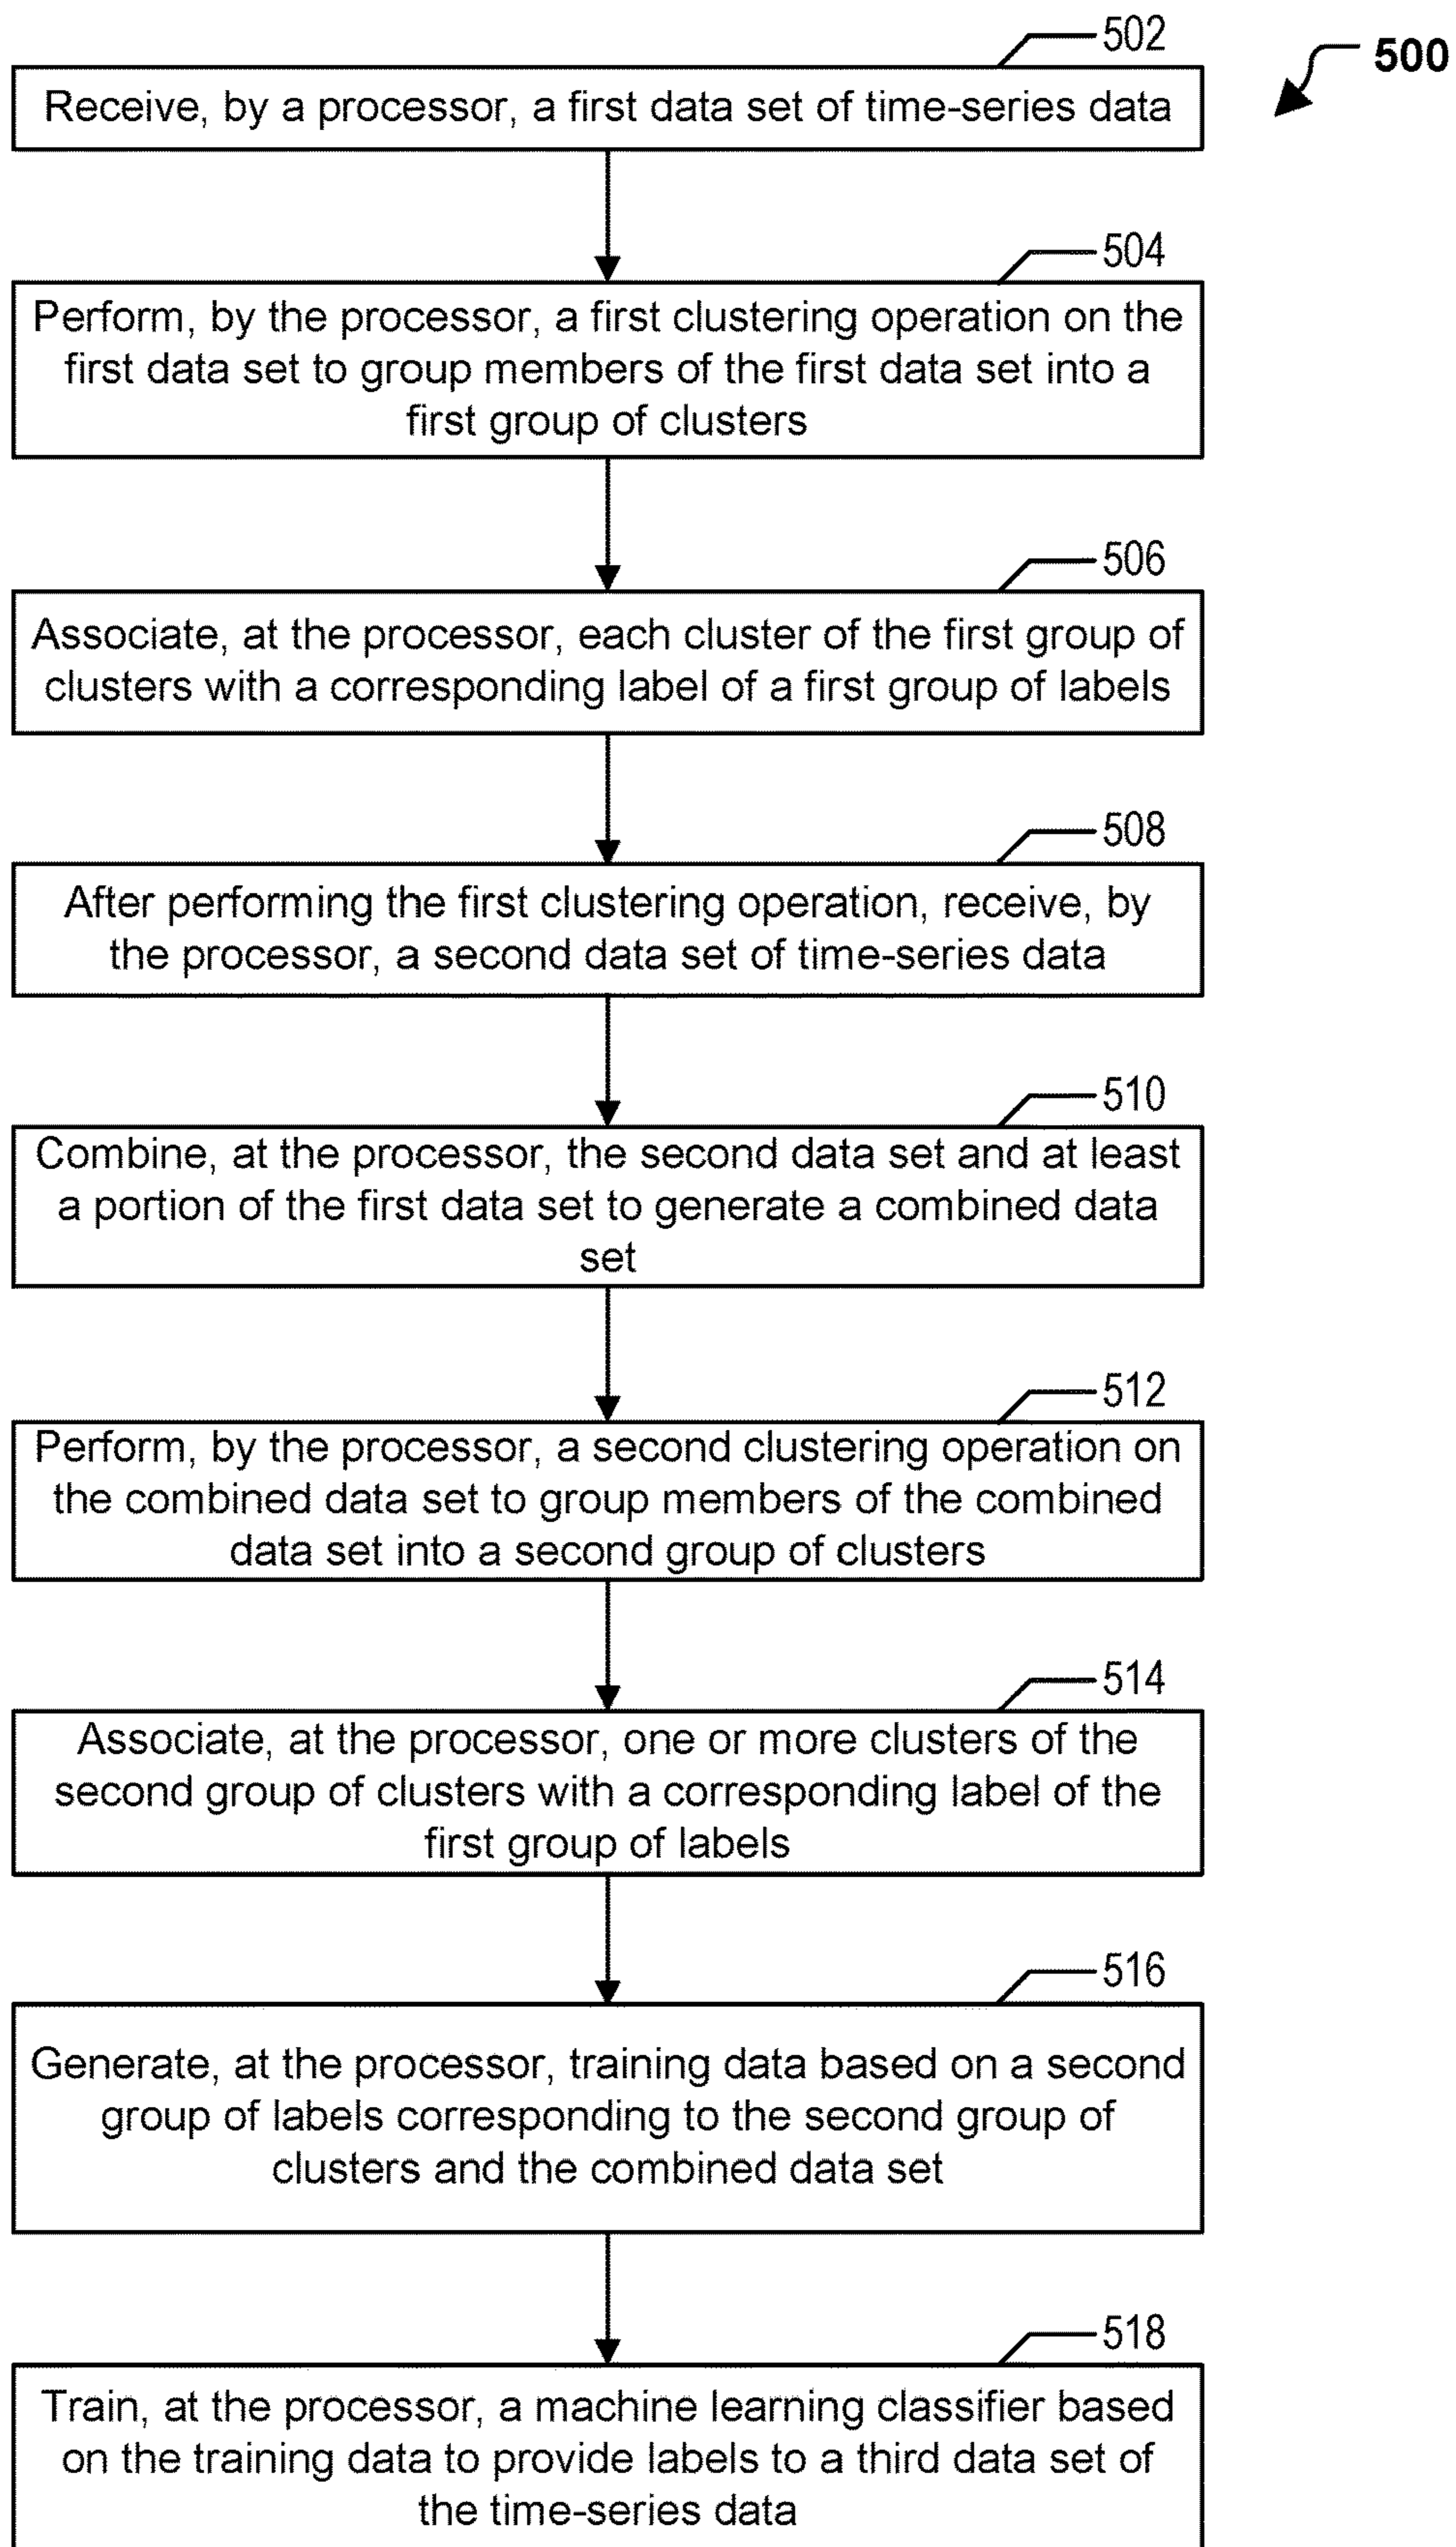 502
500
Receive, by a processor, a first data set of time-series data
504
Perform, by the processor, a first clustering operation on the
first data set to group members of the first data set into a
first group of clusters
506
Associate, at the processor, each cluster of the first group of
clusters with a corresponding label of a first group of labels
508
After performing the first clustering operation, receive, by
the processor, a second data set of time-series data
510
Combine, at the processor, the second data set and at least
a portion of the first data set to generate a combined data
set
512
Perform, by the processor, a second clustering operation on
the combined data set to group members of the combined
data set into a second group of clusters
514
Associate, at the processor, one or more clusters of the
second group of clusters with a corresponding label of the
first group of labels
516
Generate, at the processor, training data based on a second
group of labels corresponding to the second group of
clusters and the combined data set
518
Train, at the processor, a machine learning classifier based
on the training data to provide labels to a third data set of
the time-series data